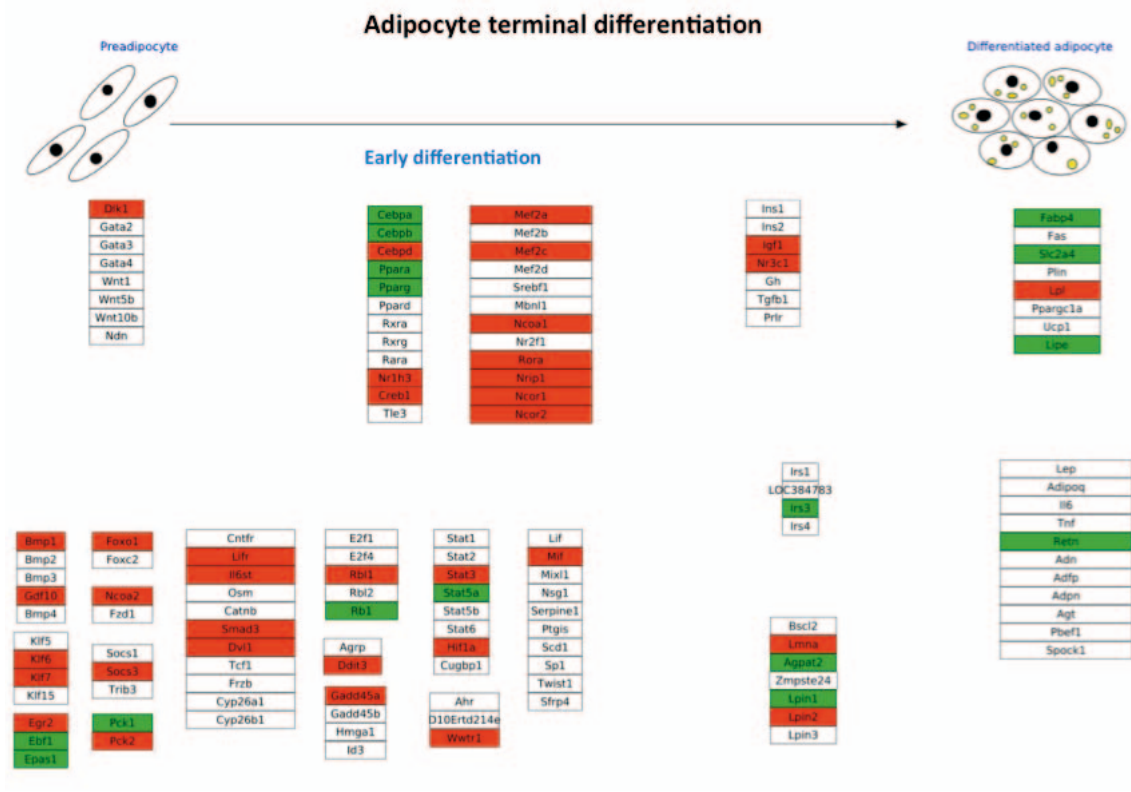 Adipocyte terminal differentiation
Preadipocyte
Differentiated adipocyte
Early differentiation
Dlk1
Gata2
Gata3
Gata4
Wnt1
Wnt5b
Wnt10b
Ndn
Cebpa
Cebpb
Cebpd
Ppara
Pparg
Ppard
Rxra
Rxrg
Rara
Nr1h3
Creb1
Tle3
Mef2a
Mef2b
Mef2c
Mef2d
Srebf1
Mbnl1
Ncoa1
Nr2f1
Rora
Nrip1
Ncor1
Ncor2
Ins1
Ins2
Igf1
Nr3c1
Gh
Tgfb1
Prlr
Fabp4
Fas
Slc2a4
Plin
Lpl
Ppargc1a
Ucp1
Lipe
Bmp1
Bmp2
Bmp3
Gdf10
Bmp4
Klf5
Klf6
Klf7
Klf15
Egr2
Ebf1
Epas1
Foxo1
Foxc2
Ncoa2
Fzd1
Socs1
Socs3
Trib3
Pck1
Pck2
Cntfr
Lifr
Il6st
Osm
Catnb
Smad3
Dvl1
Tcf1
Frzb
Cyp26a1
Cyp26b1
E2f1
E2f4
Rbl1
Rbl2
Rb1
Agrp
Ddit3
Gadd45a
Gadd45b
Hmga1
Id3
Stat1
Stat2
Stat3
Stat5a
Stat5b
Stat6
Hif1a
Cugbp1
Ahr
D10Ertd214e
Wwtr1
Lif
Mif
Mixl1
Nsg1
Serpine1
Ptgis
Scd1
Sp1
Twist1
Sfrp4
Irs1
LOC384783
Irs3
Irs4
Bscl2
Lmna
Agpat2
Zmpste24
Lpin1
Lpin2
Lpin3
Lep
Adipoq
Il6
Tnf
Retn
Adn
Adfp
Adpn
Agt
Pbef1
Spock1